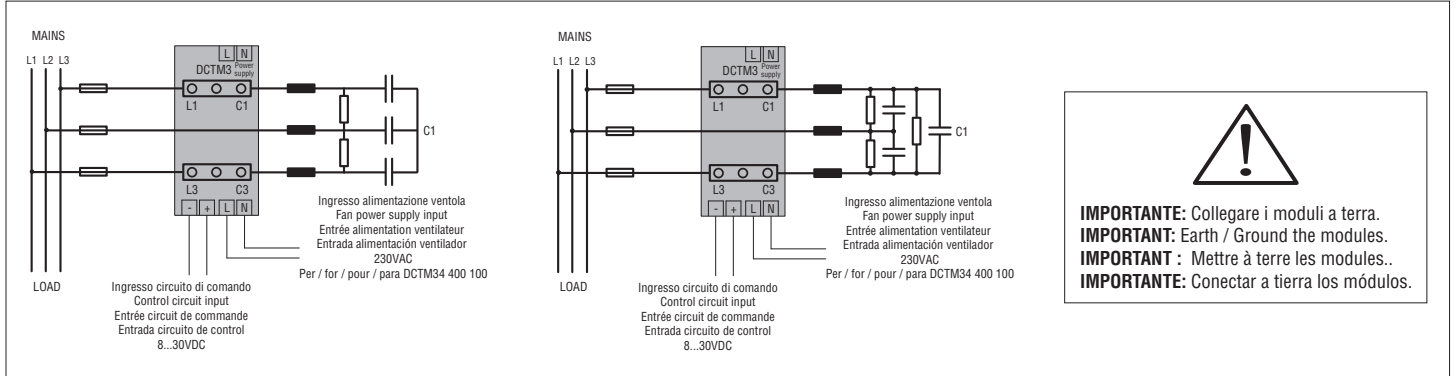 MAINS
L1 L2 L3
L N
DCTM3 Power supply
L1 C1
C1
L3 C3
- + L N
Ingresso alimentazione ventola
Fan power supply input
Entrée alimentation ventilateur
Entrada alimentación ventilador
230VAC
Per / for / pour / para DCTM34 400 100
LOAD
Ingresso circuito di comando
Control circuit input
Entrée circuit de commande
Entrada circuito de control
8...30VDC
MAINS
L1 L2 L3
L N
DCTM3 Power supply
L1 C1
C1
L3 C3
- + L N
Ingresso alimentazione ventola
Fan power supply input
Entrée alimentation ventilateur
Entrada alimentación ventilador
230VAC
Per / for / pour / para DCTM34 400 100
LOAD
Ingresso circuito di comando
Control circuit input
Entrée circuit de commande
Entrada circuito de control
8...30VDC
!
IMPORTANTE: Collegare i moduli a terra.
IMPORTANT: Earth / Ground the modules.
IMPORTANT : Mettre à terre les modules..
IMPORTANTE: Conectar a tierra los módulos.